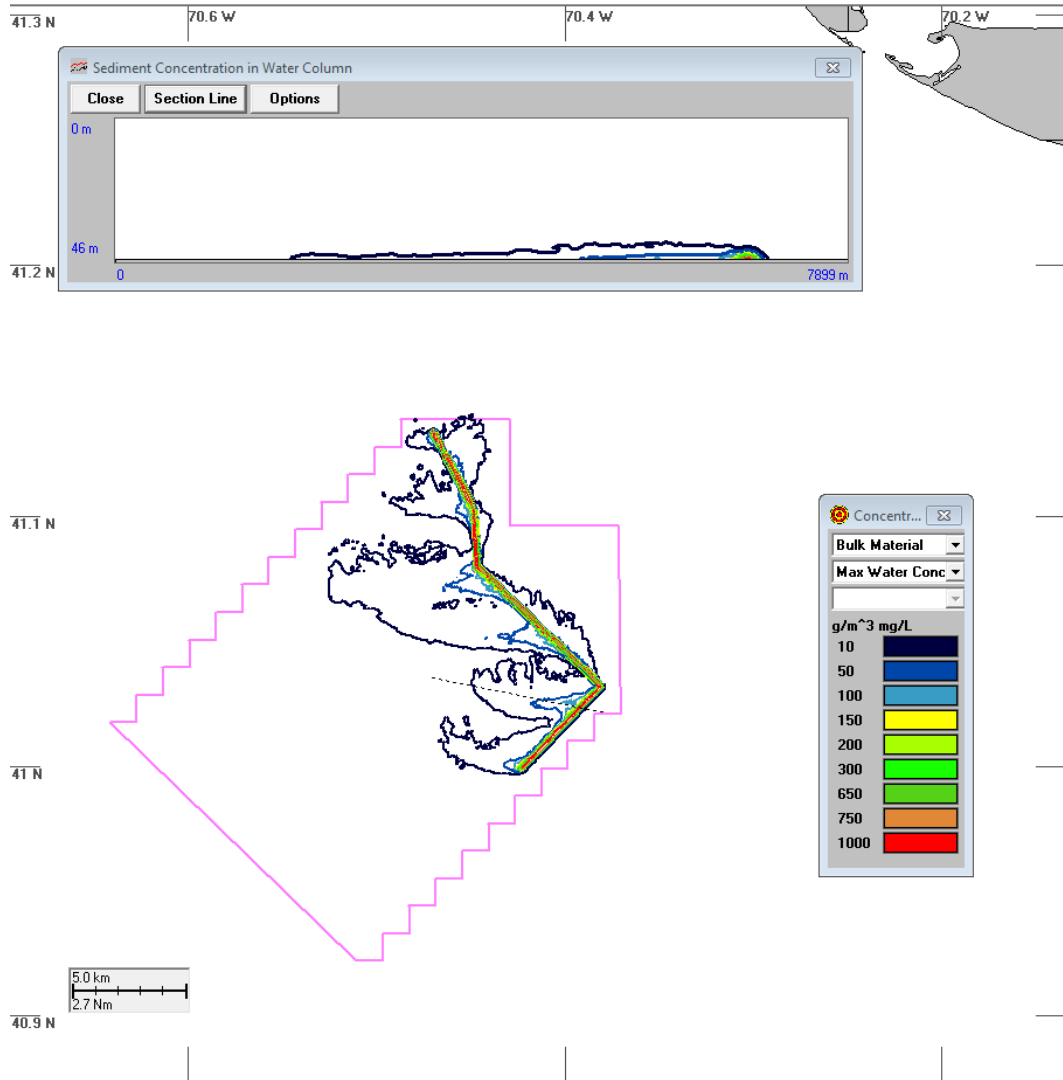 41.3 N
70.6 W
70.4 W
70.2 W
Sediment Concentration in Water Column
Close
Section Line
Options
0 m
46 m
0
7899 m
41.2 N
41.1 N
41 N
40.9 N
Concentr...
Bulk Material
Max Water Conc
g/m^3 mg/L
10
50
100
150
200
300
650
750
1000
5.0 km
2.7 Nm